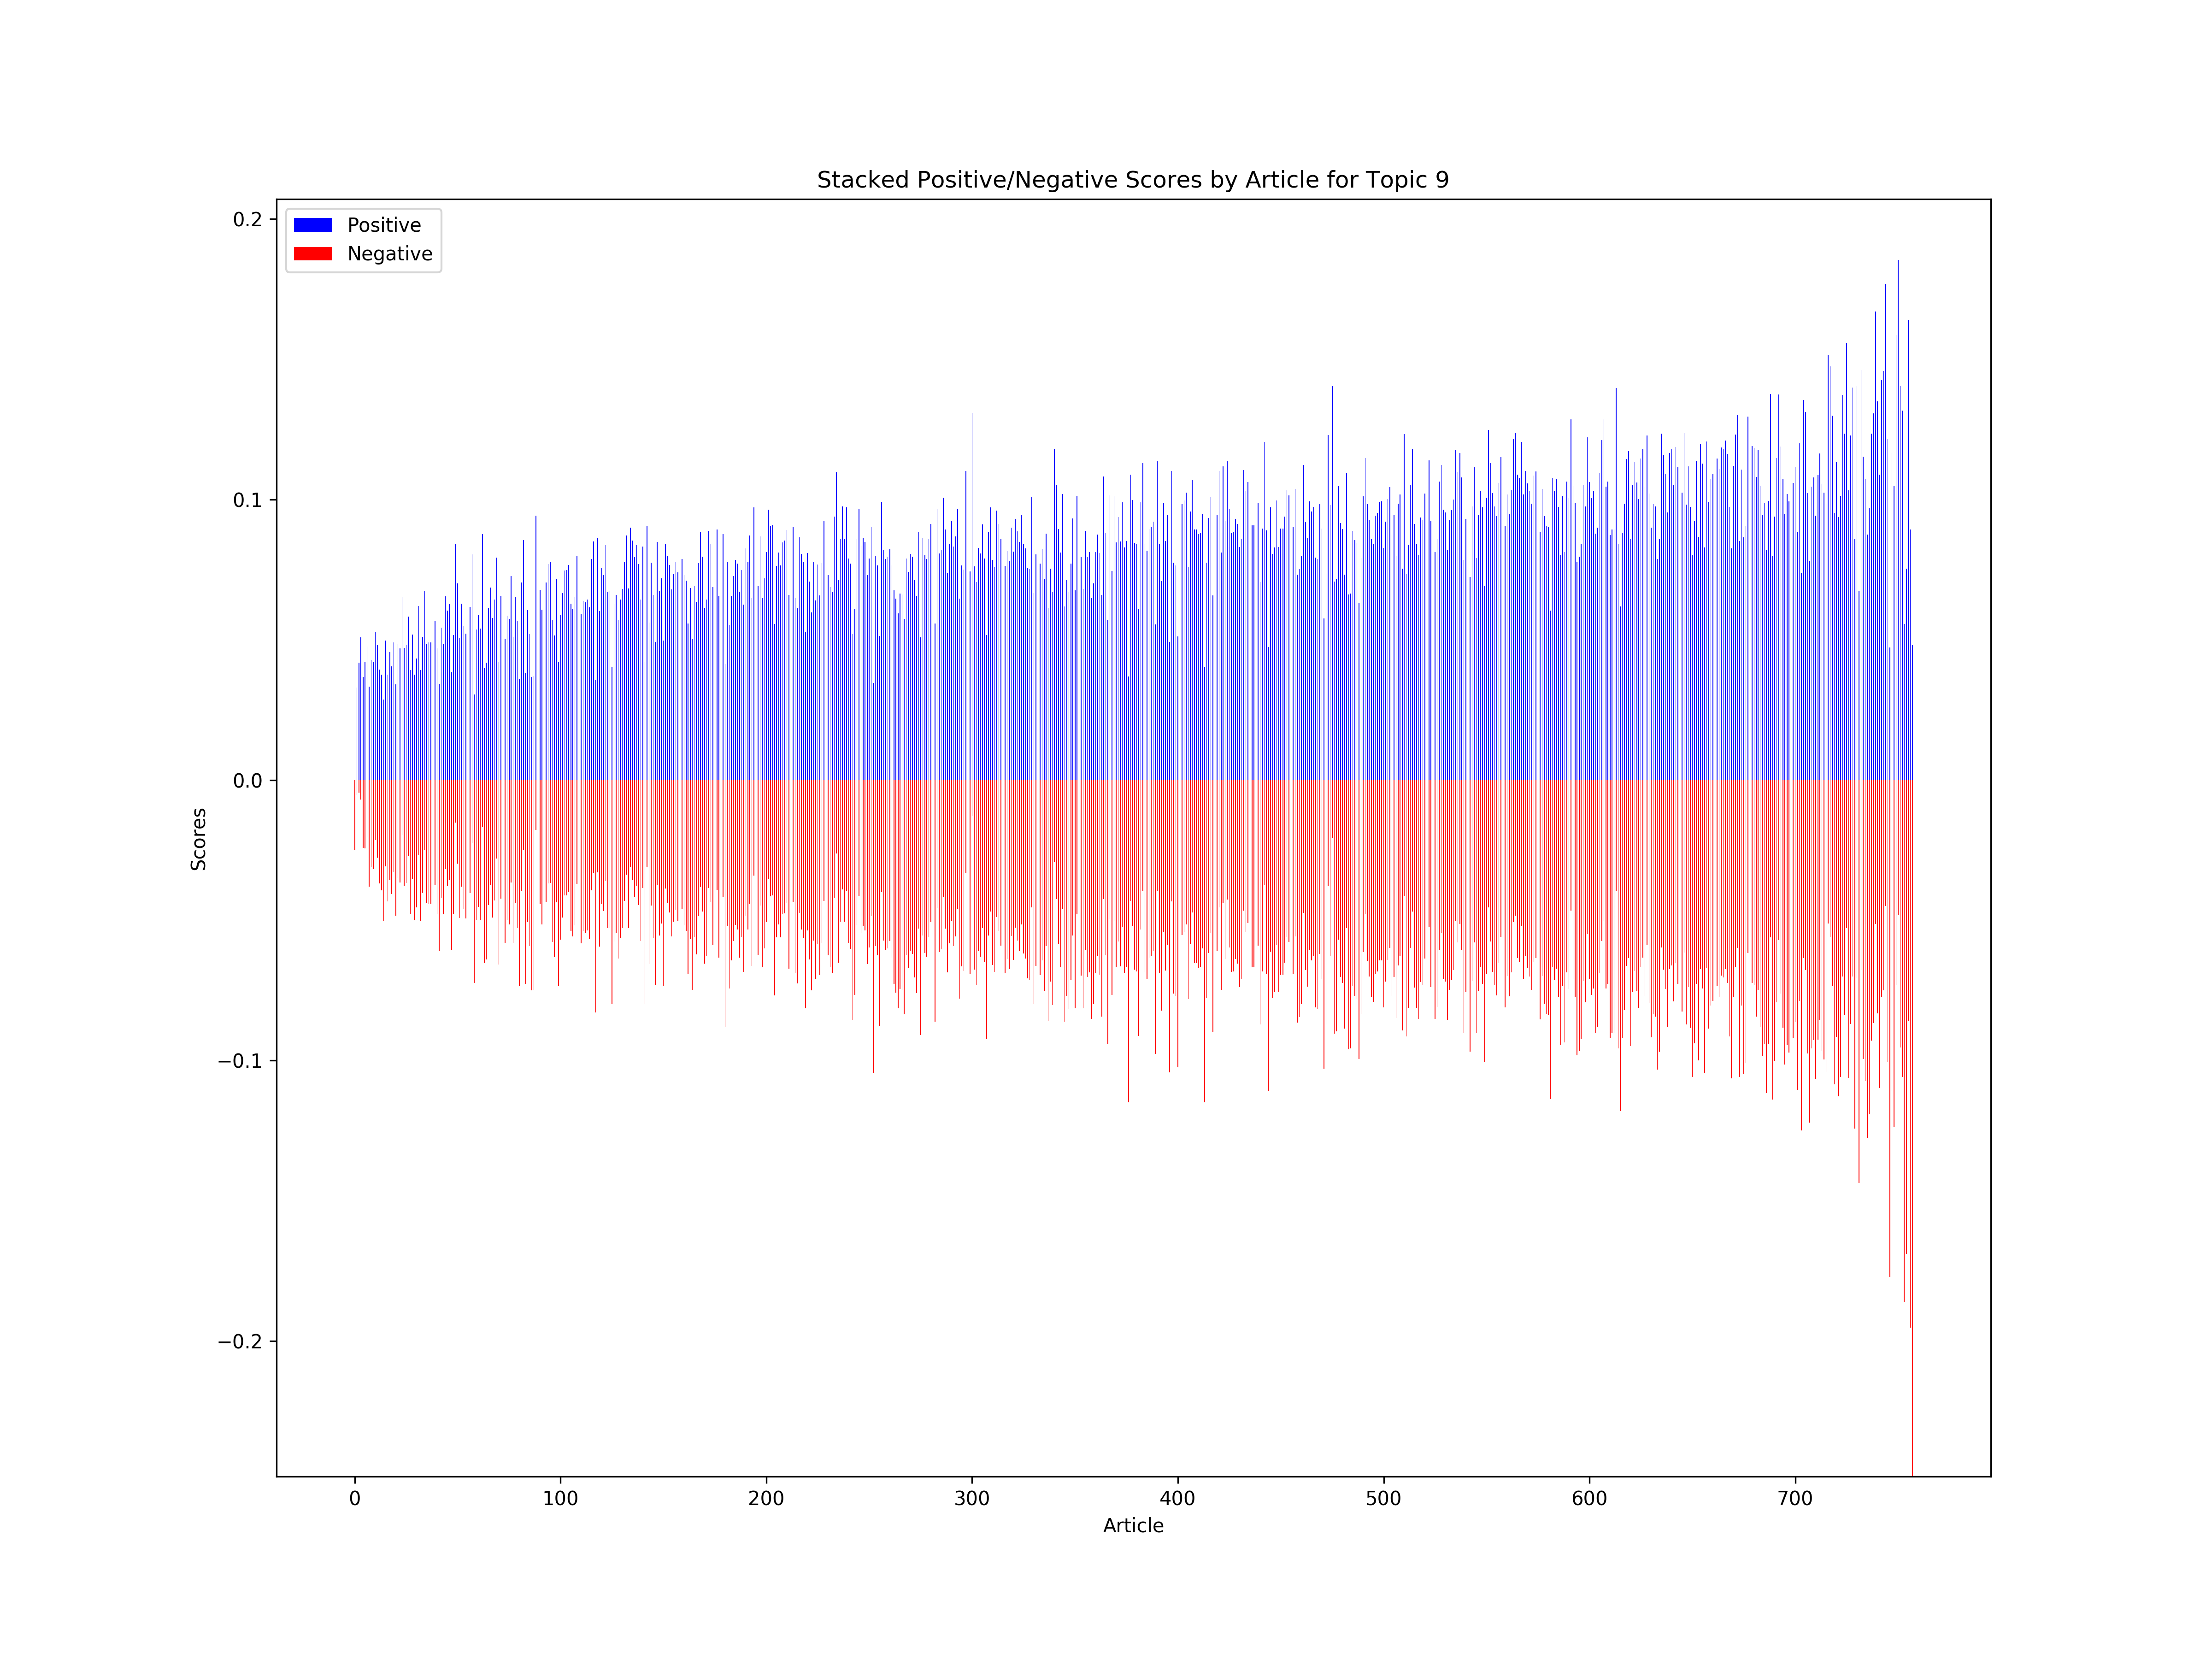 Stacked Positive/Negative Scores by Article for Topic 9
Positive
Negative
0.2
0.1
0.0
−0.1
−0.2
Scores
0 100 200 300 400 500 600 700
Article